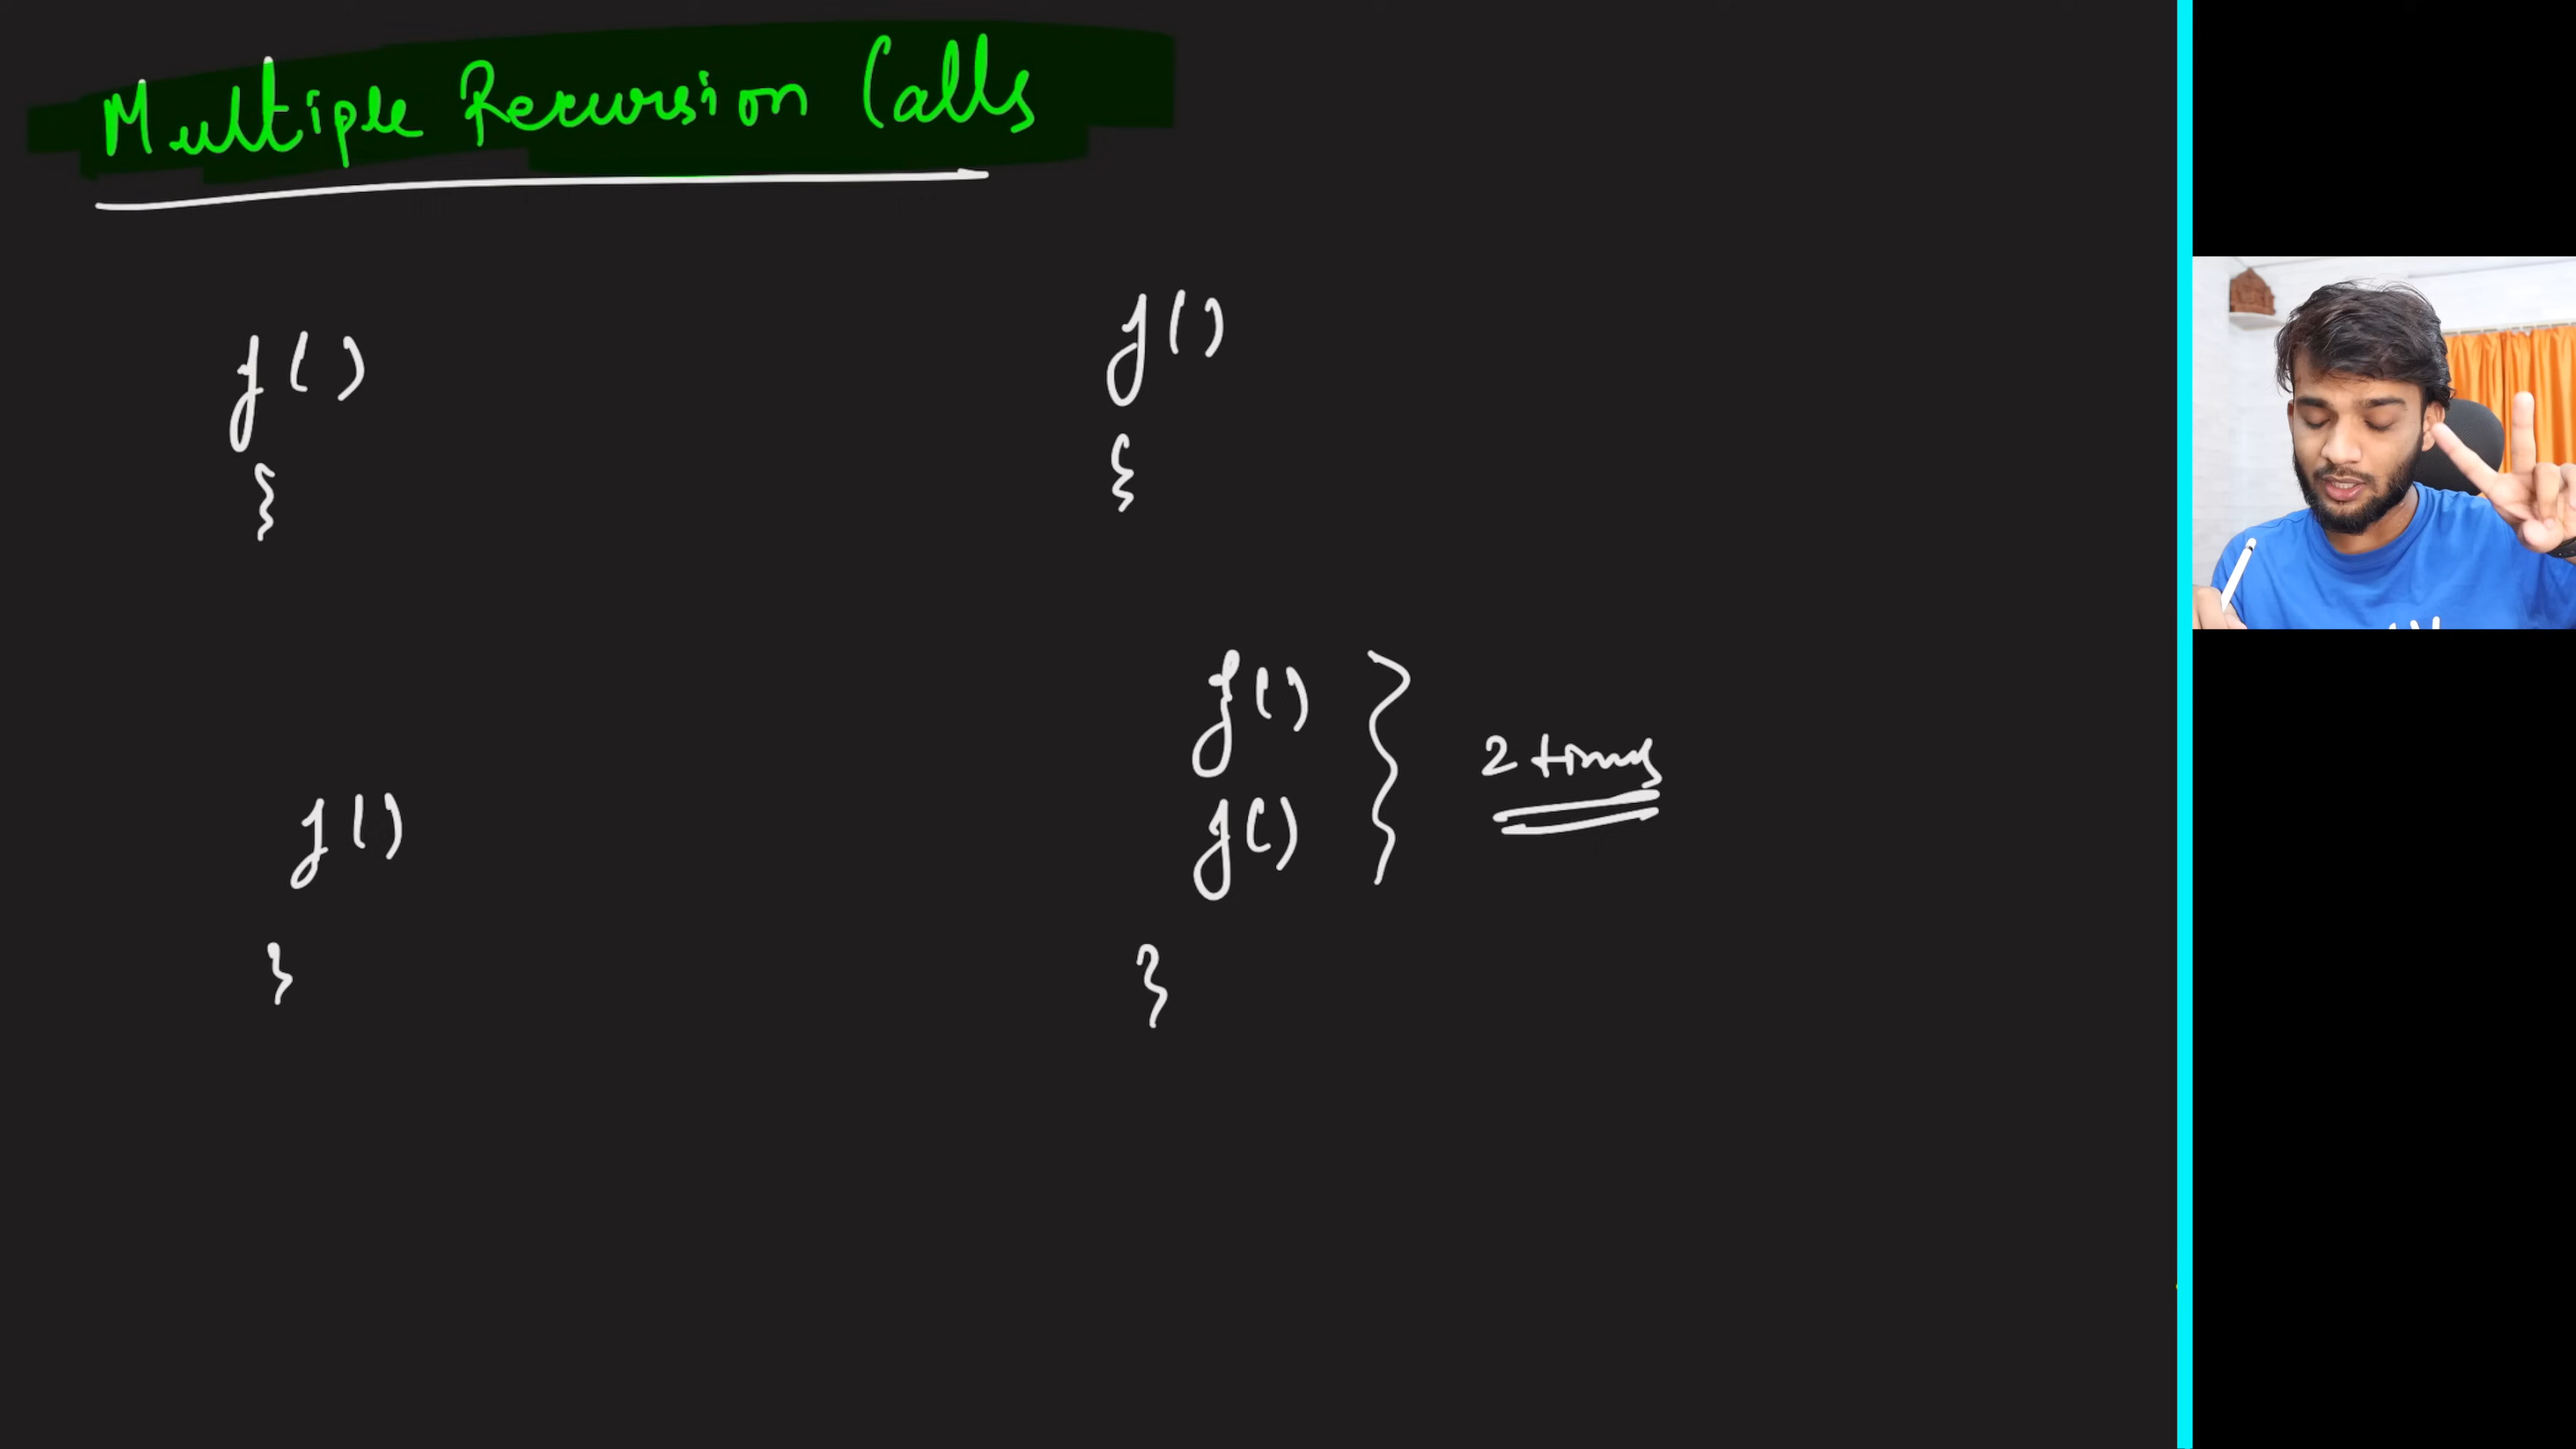 Multiple Recursion Calls
f()
{
f()
}
f()
{
f()
f() } 2 times
}